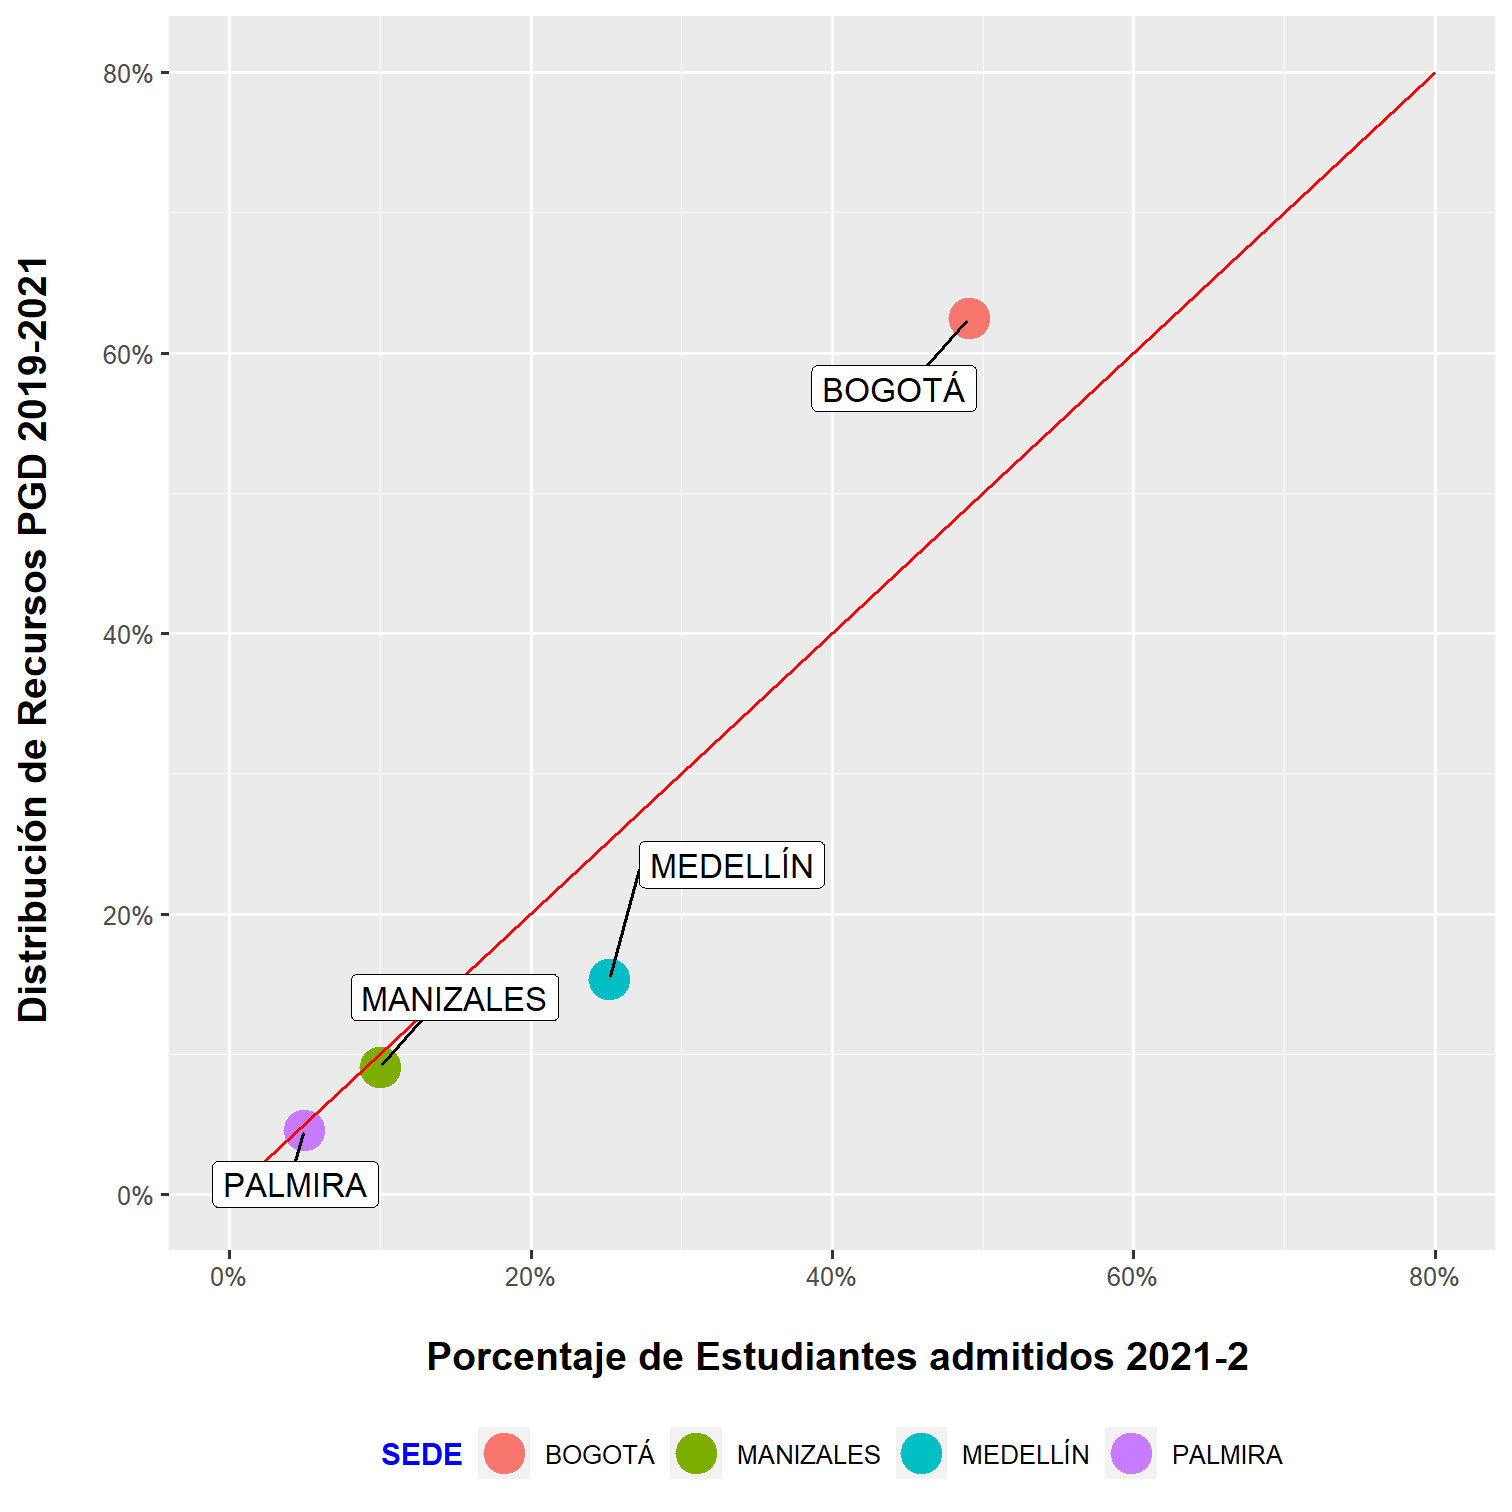 Distribución de Recursos PGD 2019-2021
80%
60%
40%
20%
0%
BOGOTÁ
MEDELLÍN
MANIZALES
PALMIRA
0% 20% 40% 60% 80%
Porcentaje de Estudiantes admitidos 2021-2
SEDE BOGOTÁ MANIZALES MEDELLÍN PALMIRA